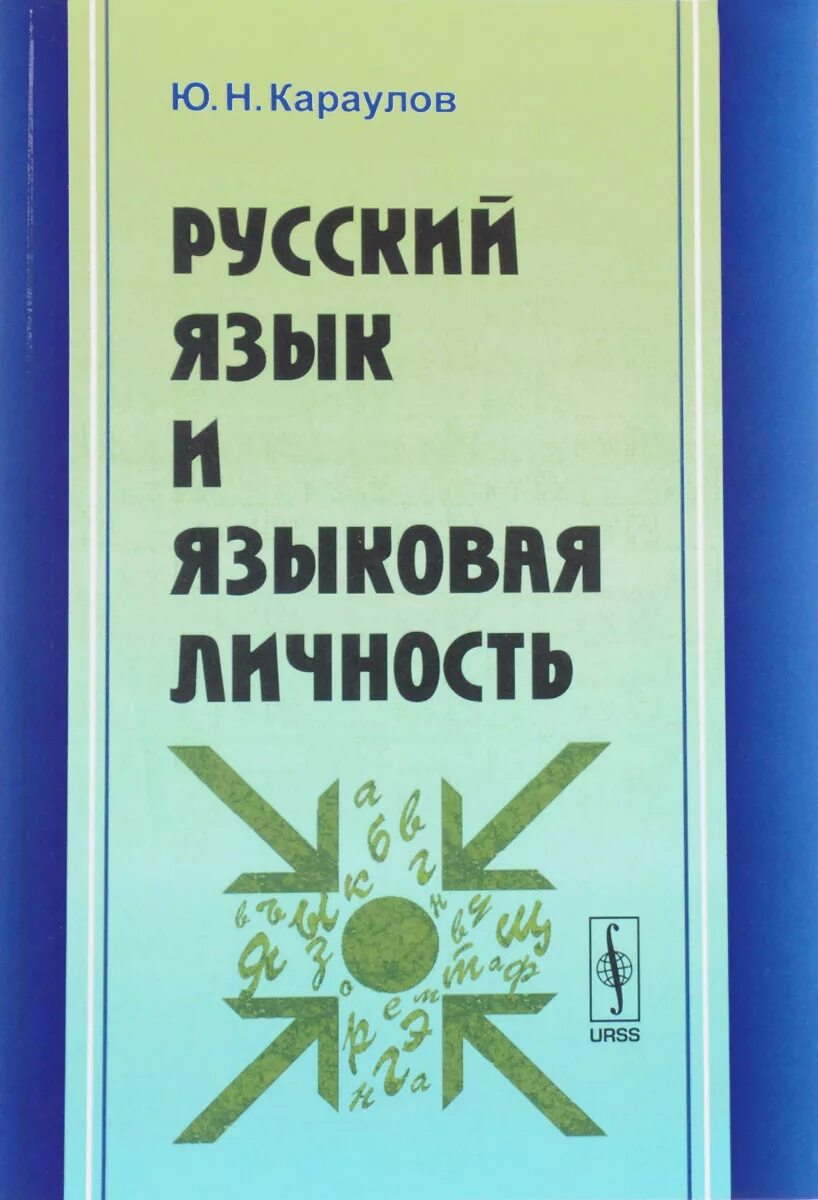 Ю. Н. Караулов
РУССКИЙ
ЯЗЫК
И
ЯЗЫКОВАЯ
ЛИЧНОСТЬ
а
б в
к г
в ъ ы н в у щ
я з о р е м т а ф
э
н г а
URSS